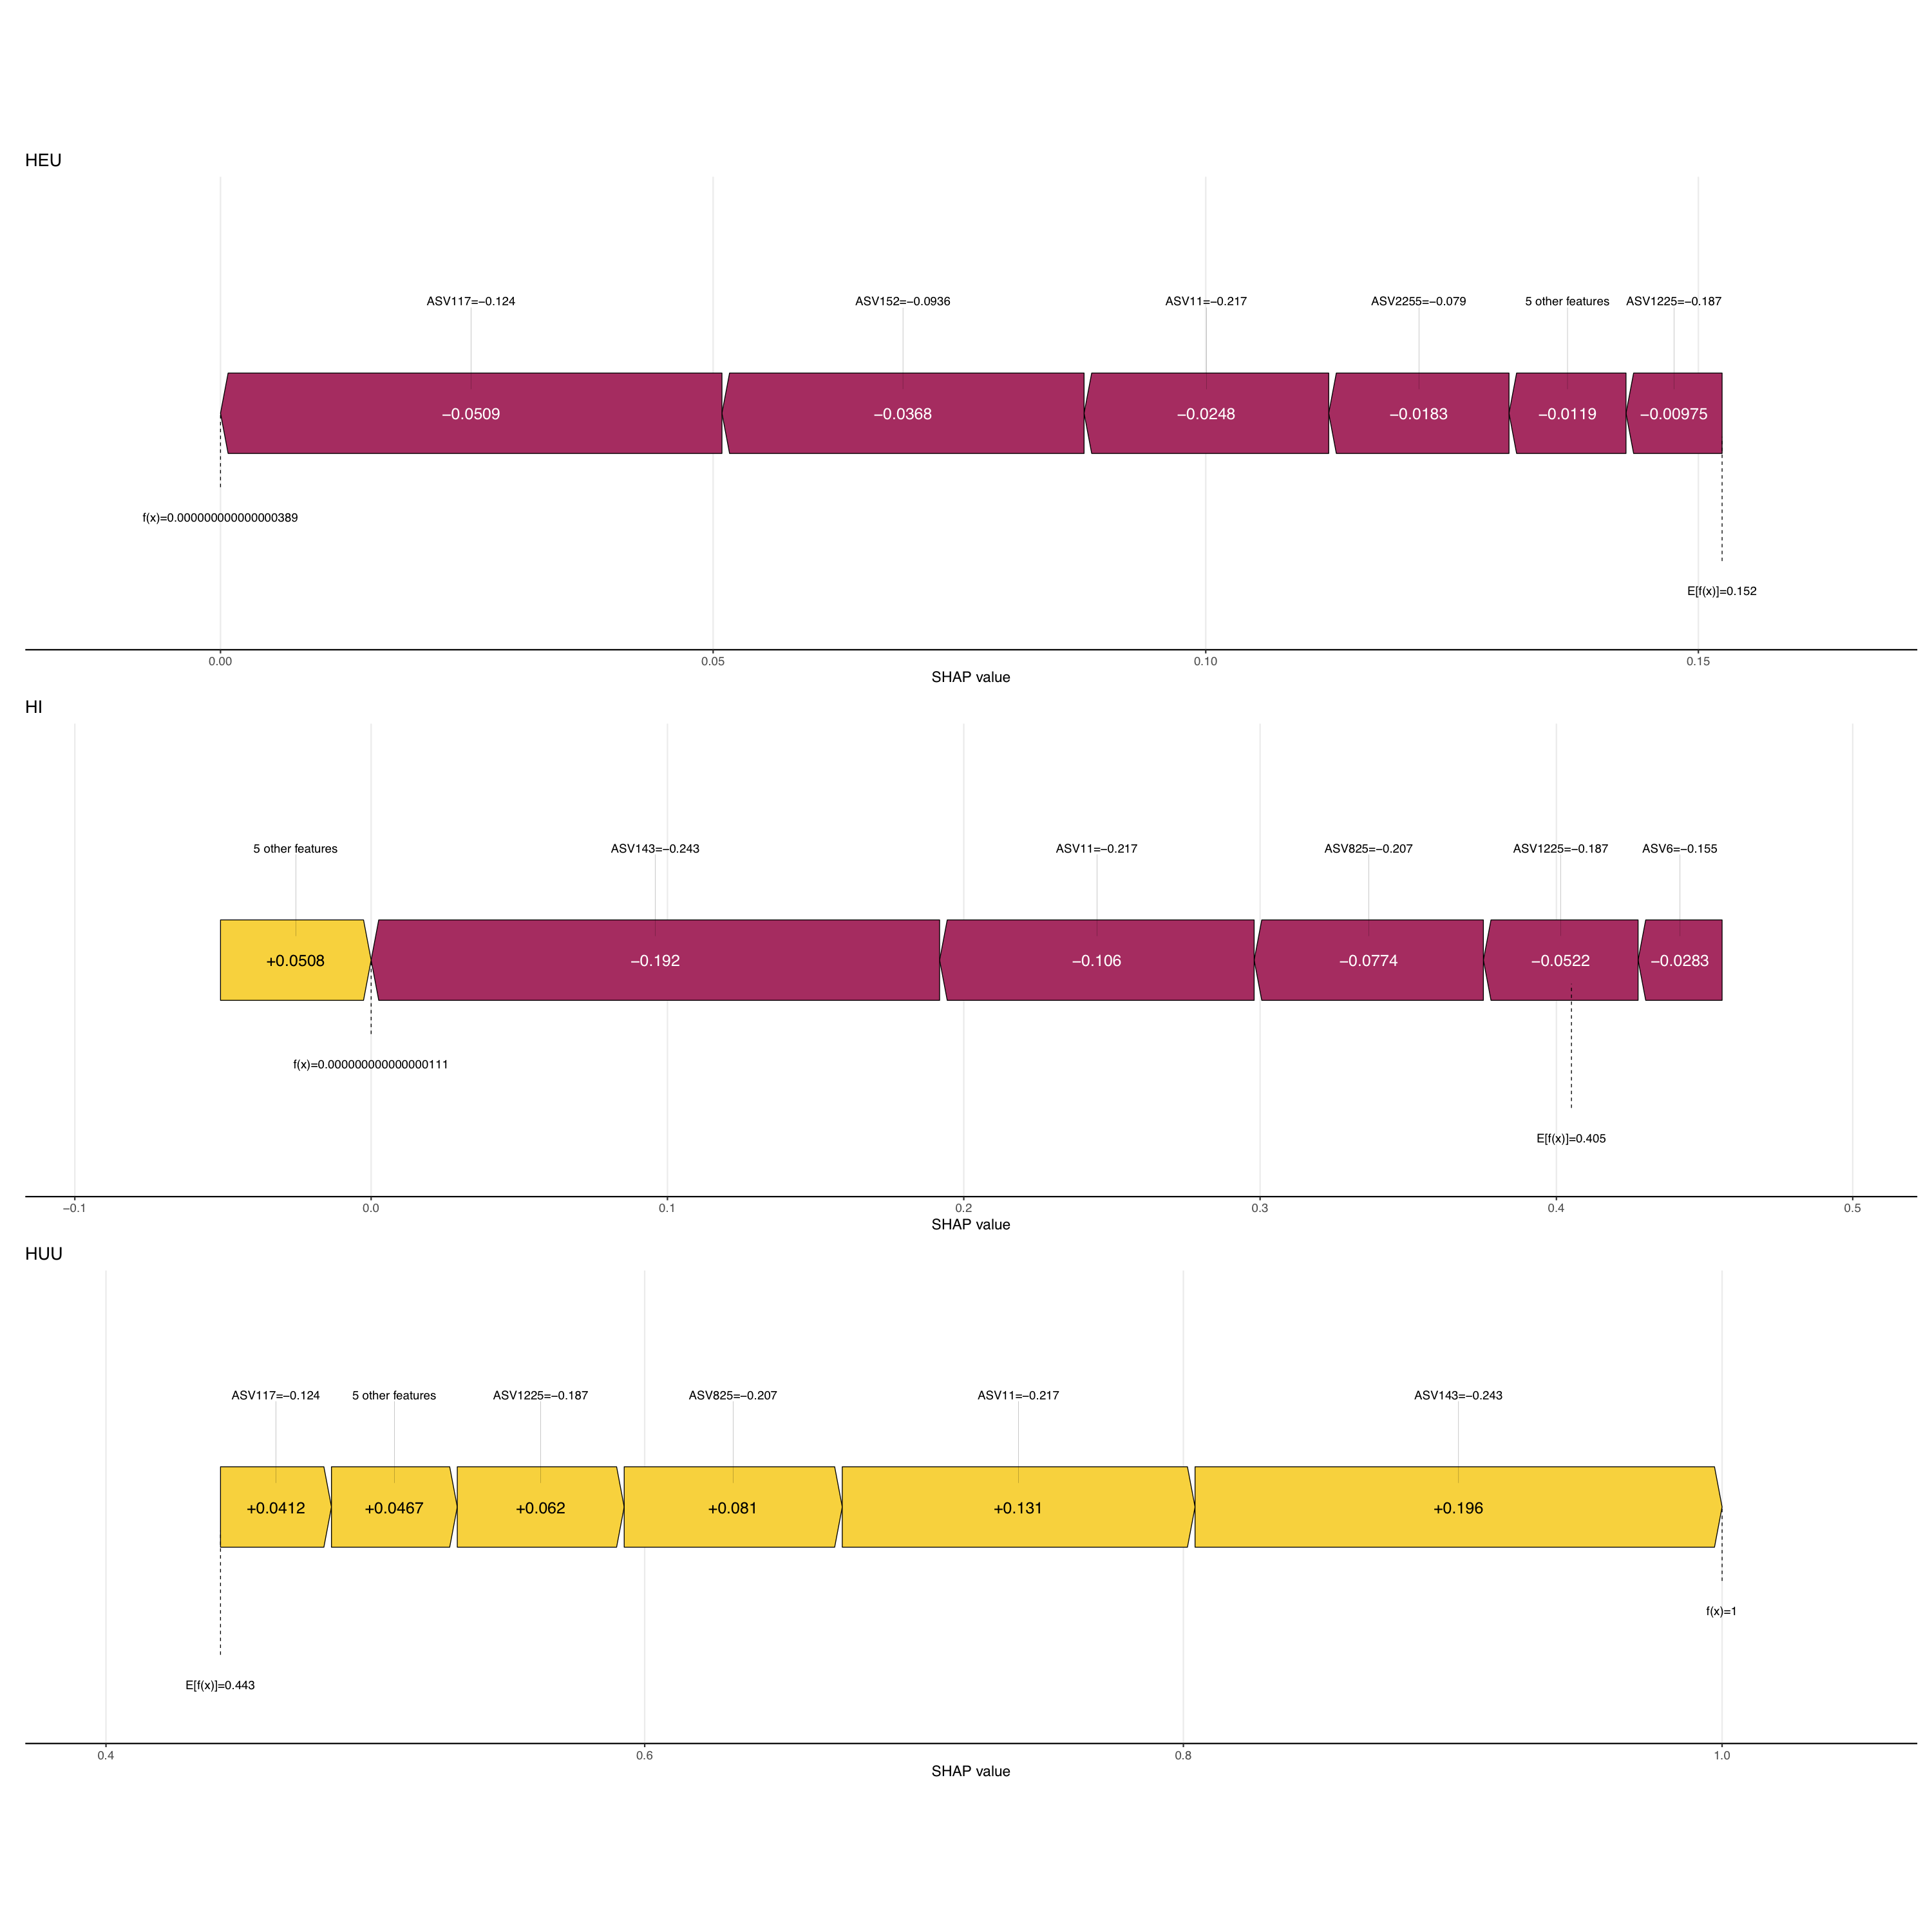 HEU
ASV117=−0.124 ASV152=−0.0936 ASV11=−0.217 ASV2255=−0.079 5 other features ASV1225=−0.187
−0.0509 −0.0368 −0.0248 −0.0183 −0.0119 −0.00975
f(x)=0.000000000000000389
E[f(x)]=0.152
0.00 0.05 0.10 0.15
SHAP value
HI
5 other features ASV143=−0.243 ASV11=−0.217 ASV825=−0.207 ASV1225=−0.187 ASV6=−0.155
+0.0508 −0.192 −0.106 −0.0774 −0.0522 −0.0283
f(x)=0.000000000000000111
E[f(x)]=0.405
−0.1 0.0 0.1 0.2 0.3 0.4 0.5
SHAP value
HUU
ASV117=−0.124 5 other features ASV1225=−0.187 ASV825=−0.207 ASV11=−0.217 ASV143=−0.243
+0.0412 +0.0467 +0.062 +0.081 +0.131 +0.196
f(x)=1
E[f(x)]=0.443
0.4 0.6 0.8 1.0
SHAP value